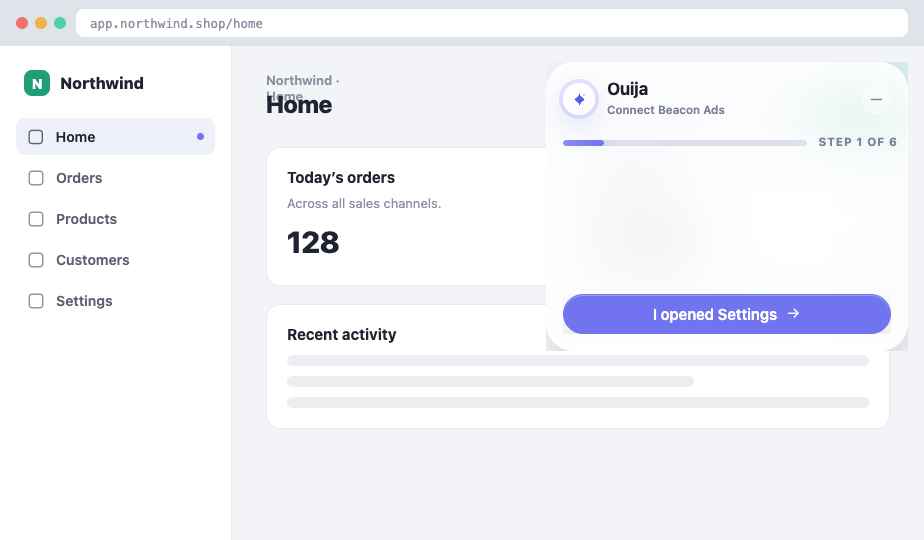 app.northwind.shop/home
N Northwind
Home
Orders
Products
Customers
Settings
Northwind ·
Home
Home
Today's orders
Across all sales channels.
128
Recent activity
Ouija
Connect Beacon Ads
STEP 1 OF 6
I opened Settings →